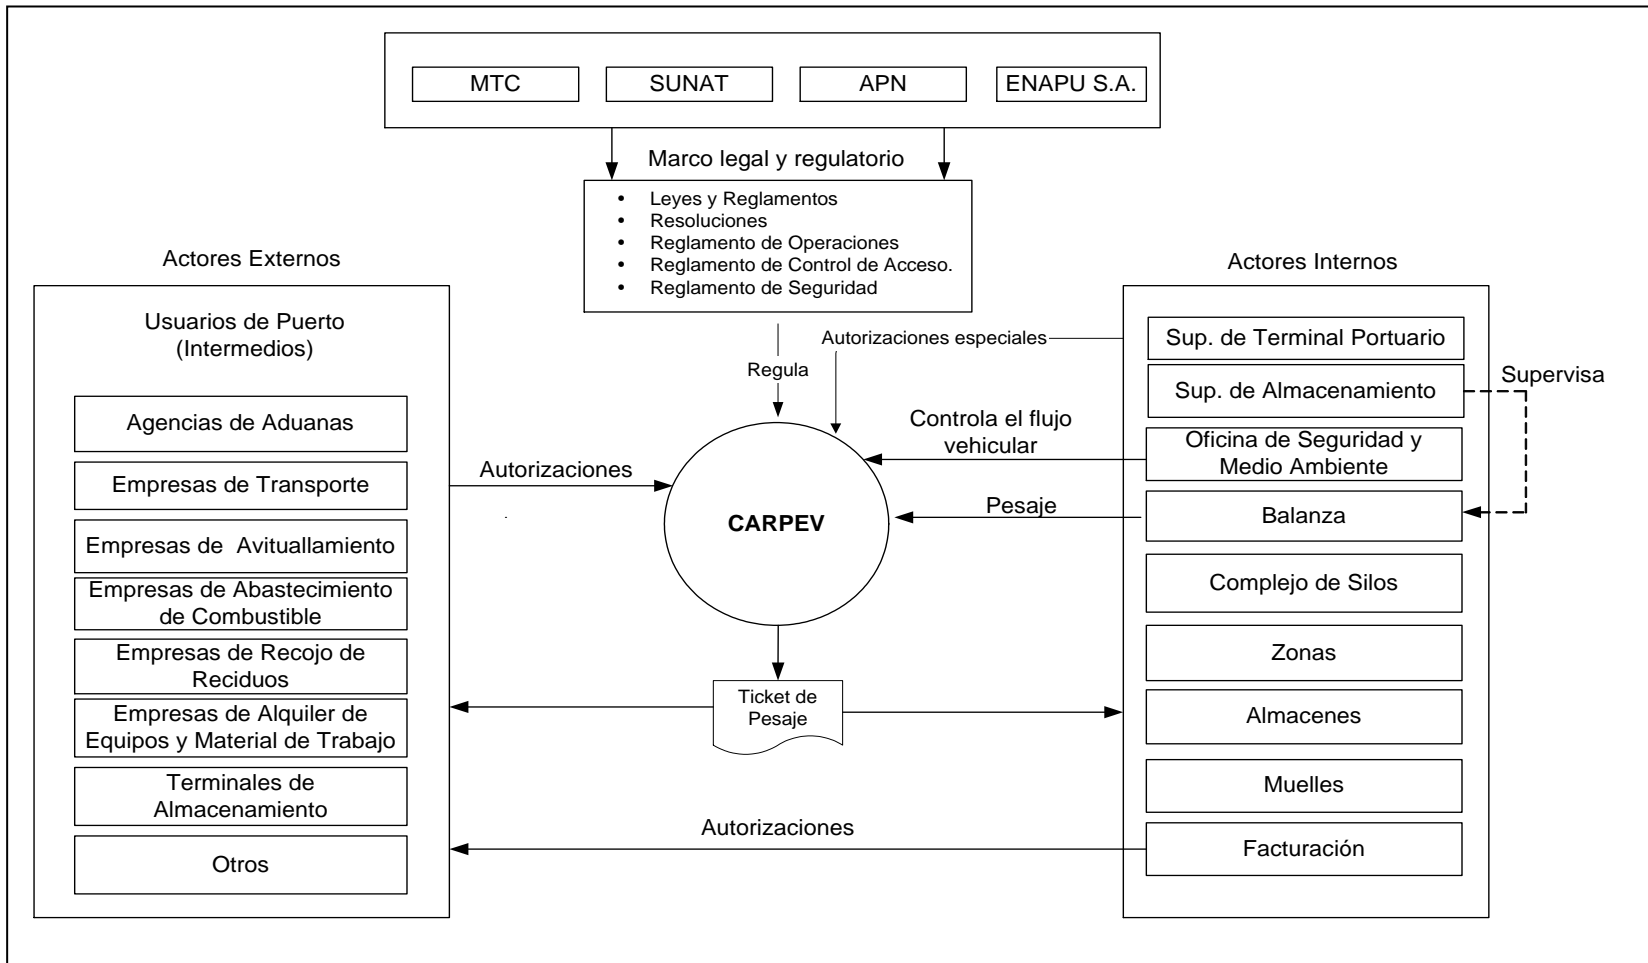 MTC
SUNAT
APN
ENAPU S.A.
Marco legal y regulatorio
• Leyes y Reglamentos
• Resoluciones
• Reglamento de Operaciones
• Reglamento de Control de Acceso.
• Reglamento de Seguridad
Actores Externos
Usuarios de Puerto
(Intermedios)
Agencias de Aduanas
Empresas de Transporte
Empresas de Avituallamiento
Empresas de Abastecimiento
de Combustible
Empresas de Recojo de
Reciduos
Empresas de Alquiler de
Equipos y Material de Trabajo
Terminales de
Almacenamiento
Otros
Autorizaciones
Regula
Autorizaciones especiales
Controla el flujo
vehicular
Pesaje
CARPEV
Ticket de
Pesaje
Autorizaciones
Actores Internos
Sup. de Terminal Portuario
Sup. de Almacenamiento
Supervisa
Oficina de Seguridad y
Medio Ambiente
Balanza
Complejo de Silos
Zonas
Almacenes
Muelles
Facturación